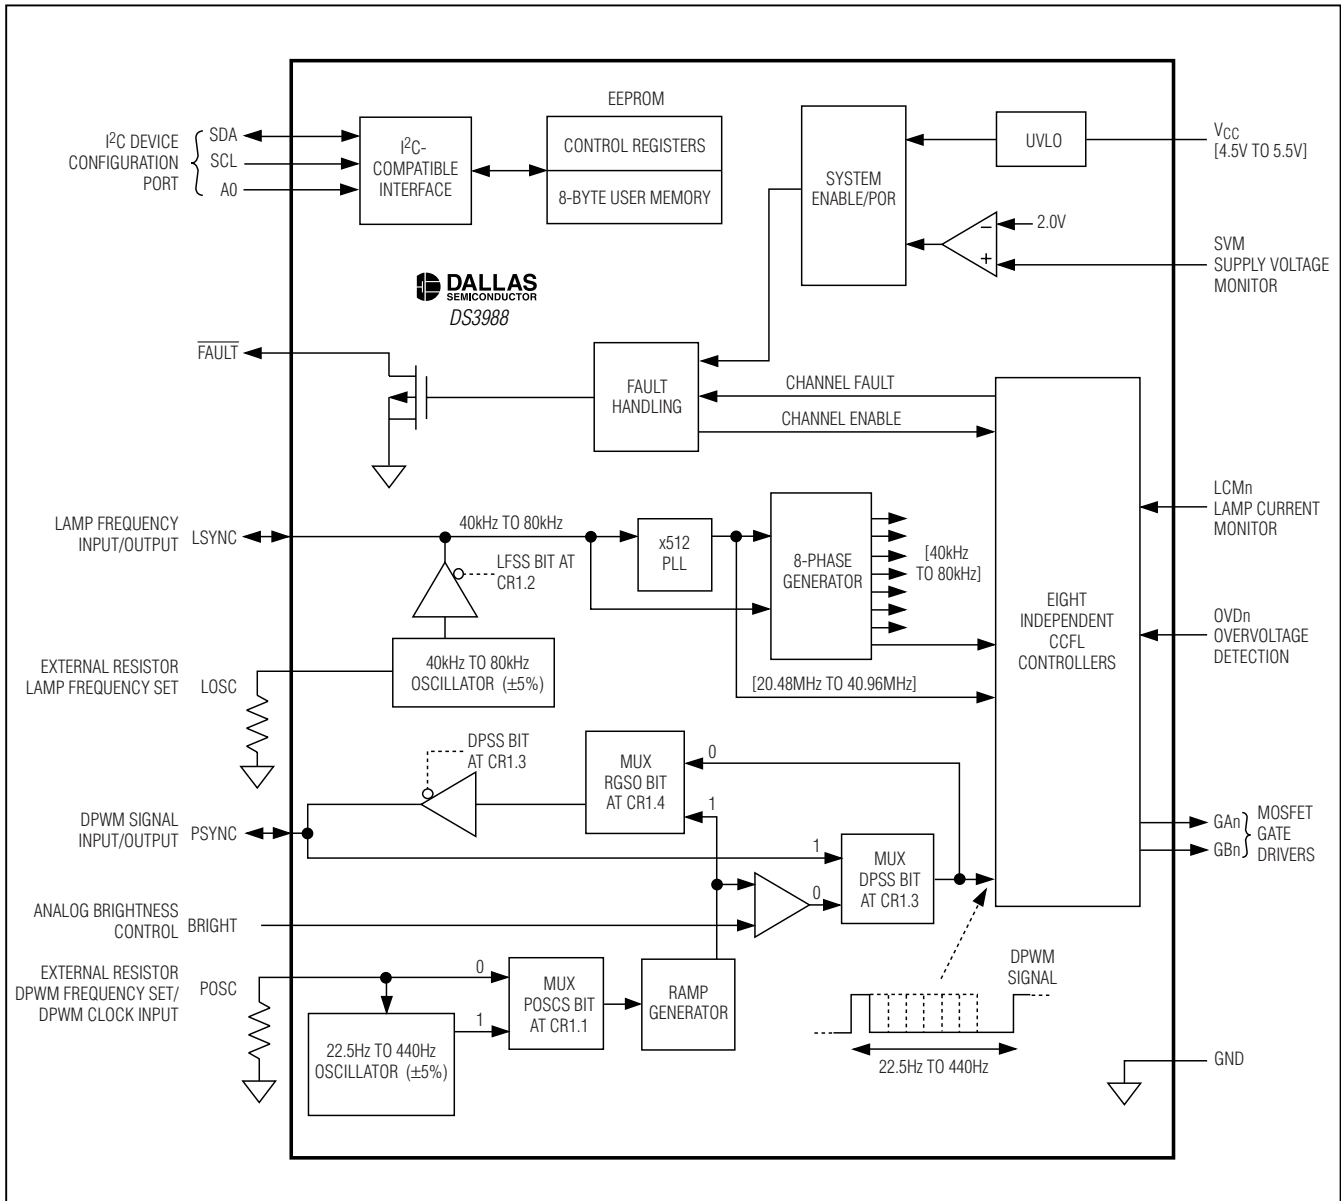 EEPROM
I²C DEVICE
CONFIGURATION
PORT
SDA
SCL
A0
I²C-
COMPATIBLE
INTERFACE
CONTROL REGISTERS
8-BYTE USER MEMORY
SYSTEM
ENABLE/POR
UVLO
VCC
[4.5V TO 5.5V]
2.0V
−
+
SVM
SUPPLY VOLTAGE
MONITOR
DALLAS
SEMICONDUCTOR
DS3988
FAULT
FAULT
HANDLING
CHANNEL FAULT
CHANNEL ENABLE
LAMP FREQUENCY
INPUT/OUTPUT
LSYNC
40kHz TO 80kHz
LFSS BIT AT
CR1.2
x512
PLL
8-PHASE
GENERATOR
[40kHz
TO 80kHz]
EIGHT
INDEPENDENT
CCFL
CONTROLLERS
LCMn
LAMP CURRENT
MONITOR
OVDn
OVERVOLTAGE
DETECTION
EXTERNAL RESISTOR
LAMP FREQUENCY SET
LOSC
40kHz TO 80kHz
OSCILLATOR (±5%)
[20.48MHz TO 40.96MHz]
DPSS BIT
AT CR1.3
MUX
RGSO BIT
AT CR1.4
0
1
DPWM SIGNAL
INPUT/OUTPUT
PSYNC
1
0
MUX
DPSS BIT
AT CR1.3
GAn
GBn
MOSFET
GATE
DRIVERS
ANALOG BRIGHTNESS
CONTROL
BRIGHT
EXTERNAL RESISTOR
DPWM FREQUENCY SET/
DPWM CLOCK INPUT
POSC
0
1
MUX
POSCS BIT
AT CR1.1
RAMP
GENERATOR
22.5Hz TO 440Hz
OSCILLATOR (±5%)
DPWM
SIGNAL
22.5Hz TO 440Hz
GND